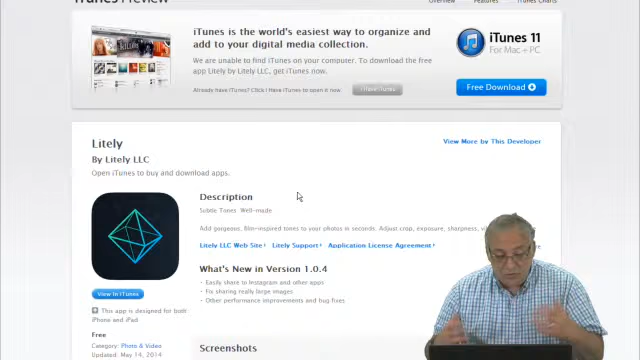 iTunes Preview
Overview Features iTunes Charts
iTunes is the world's easiest way to organize and
add to your digital media collection.
We are unable to find iTunes on your computer. To download the free
app Litely by Litely LLC, get iTunes now.
Already have iTunes? Click I Have iTunes to open it now.
I Have iTunes
iTunes 11
For Mac + PC
Free Download
Litely
View More by This Developer
By Litely LLC
Open iTunes to buy and download apps.
Description
Subtle Tones. Well-made
Add gorgeous, film-inspired tones to your photos in seconds. Adjust crop, exposure, sharpness,
Litely LLC Web Site
Litely Support
Application License Agreement
What's New in Version 1.0.4
· Easily share to Instagram and other apps
· Fix sharing really large images
· Other performance improvements and bug fixes
View In iTunes
This app is designed for both
iPhone and iPad
Free
Category: Photo & Video
Updated: May 14, 2014
Screenshots